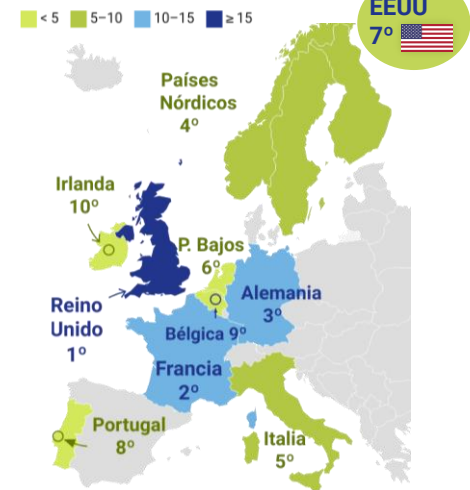 < 5 5–10 10–15 ≥ 15
EEUU
7º
Países
Nórdicos
4º
Irlanda
10º
P. Bajos
6º
Reino
Unido
1º
Alemania
3º
Bélgica 9º
Francia
2º
Portugal
8º
Italia
5º